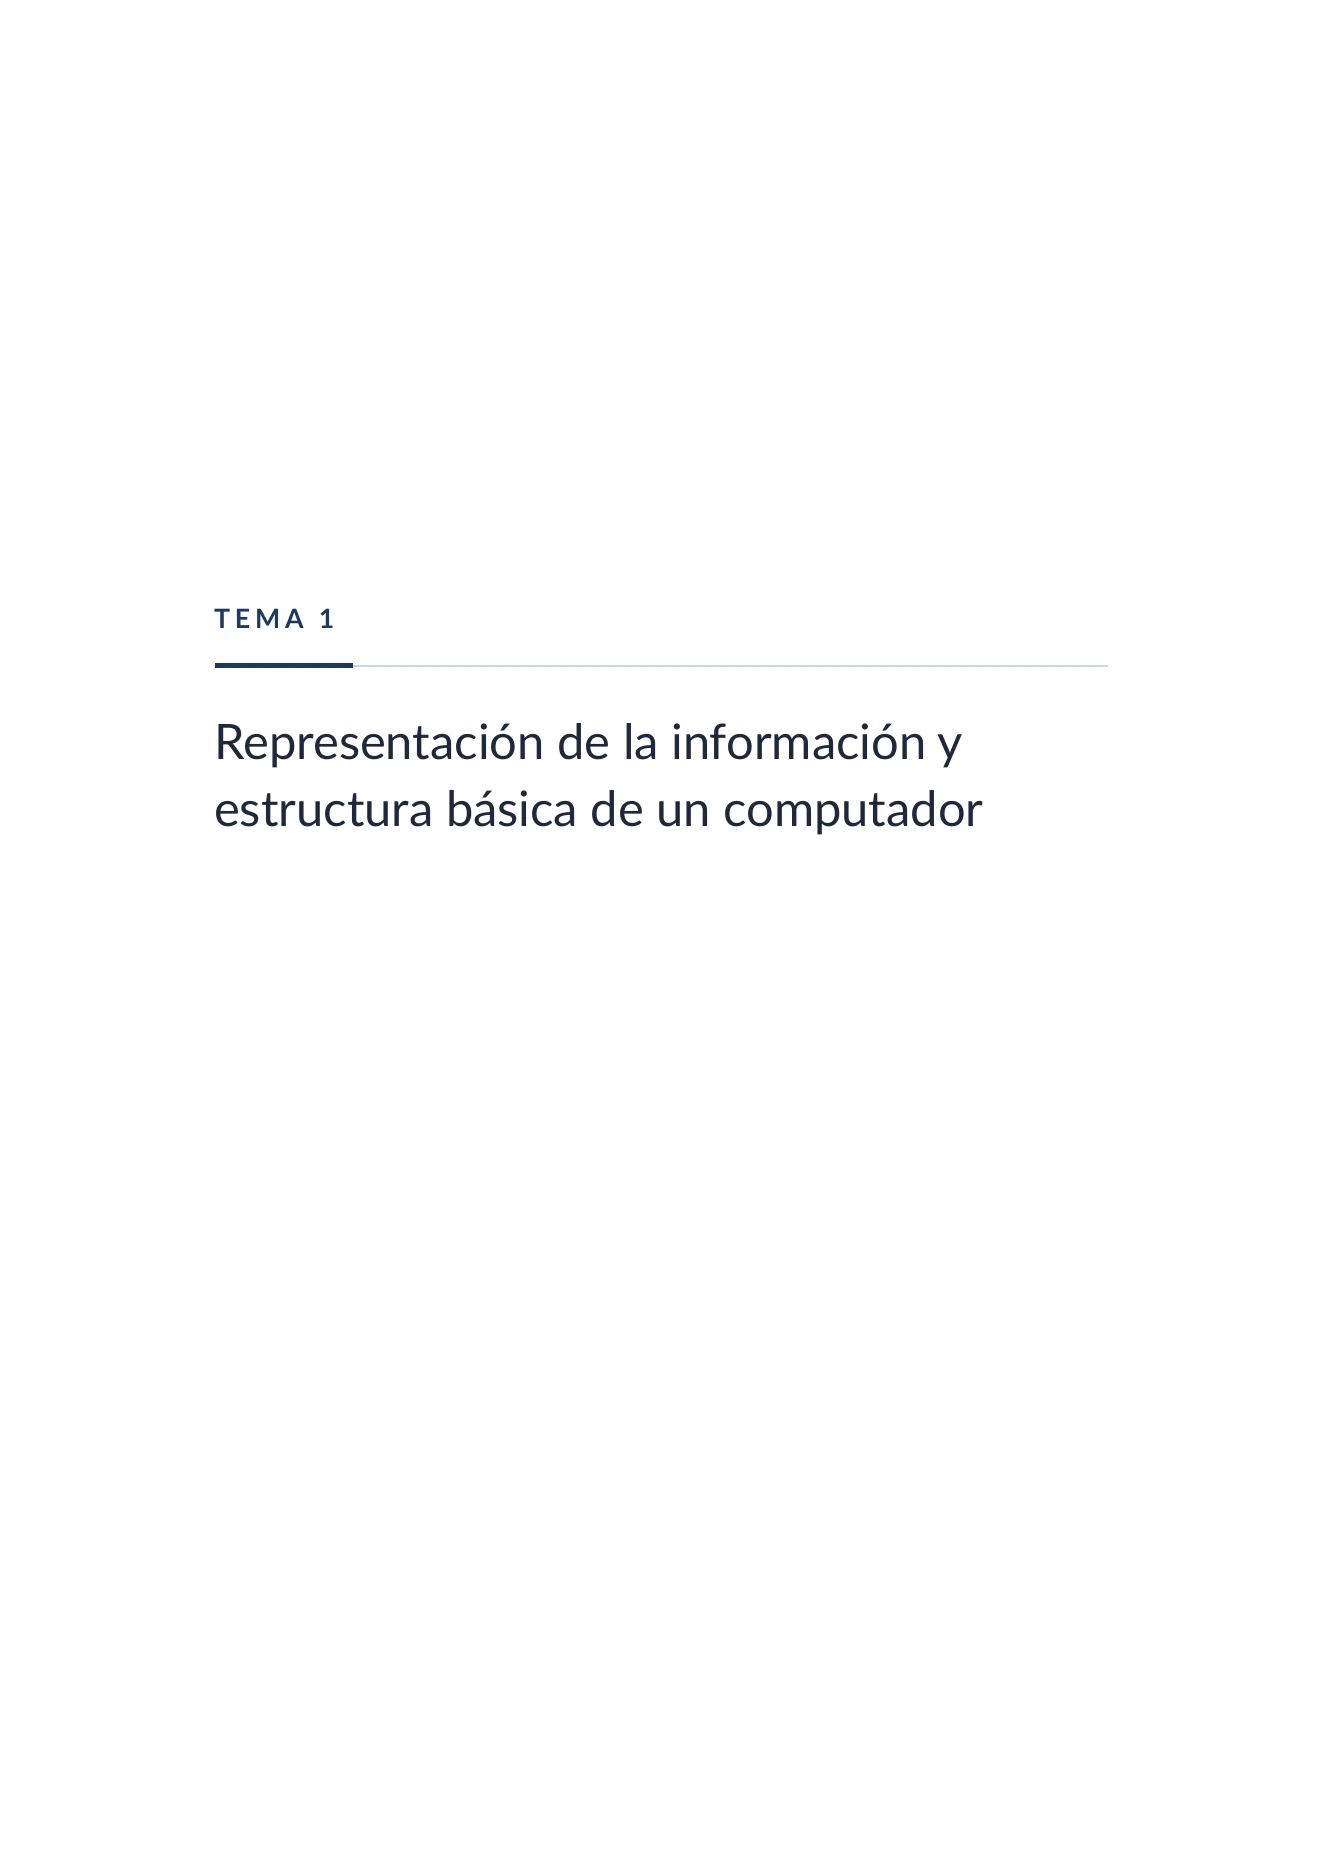 TEMA 1
Representación de la información y
estructura básica de un computador